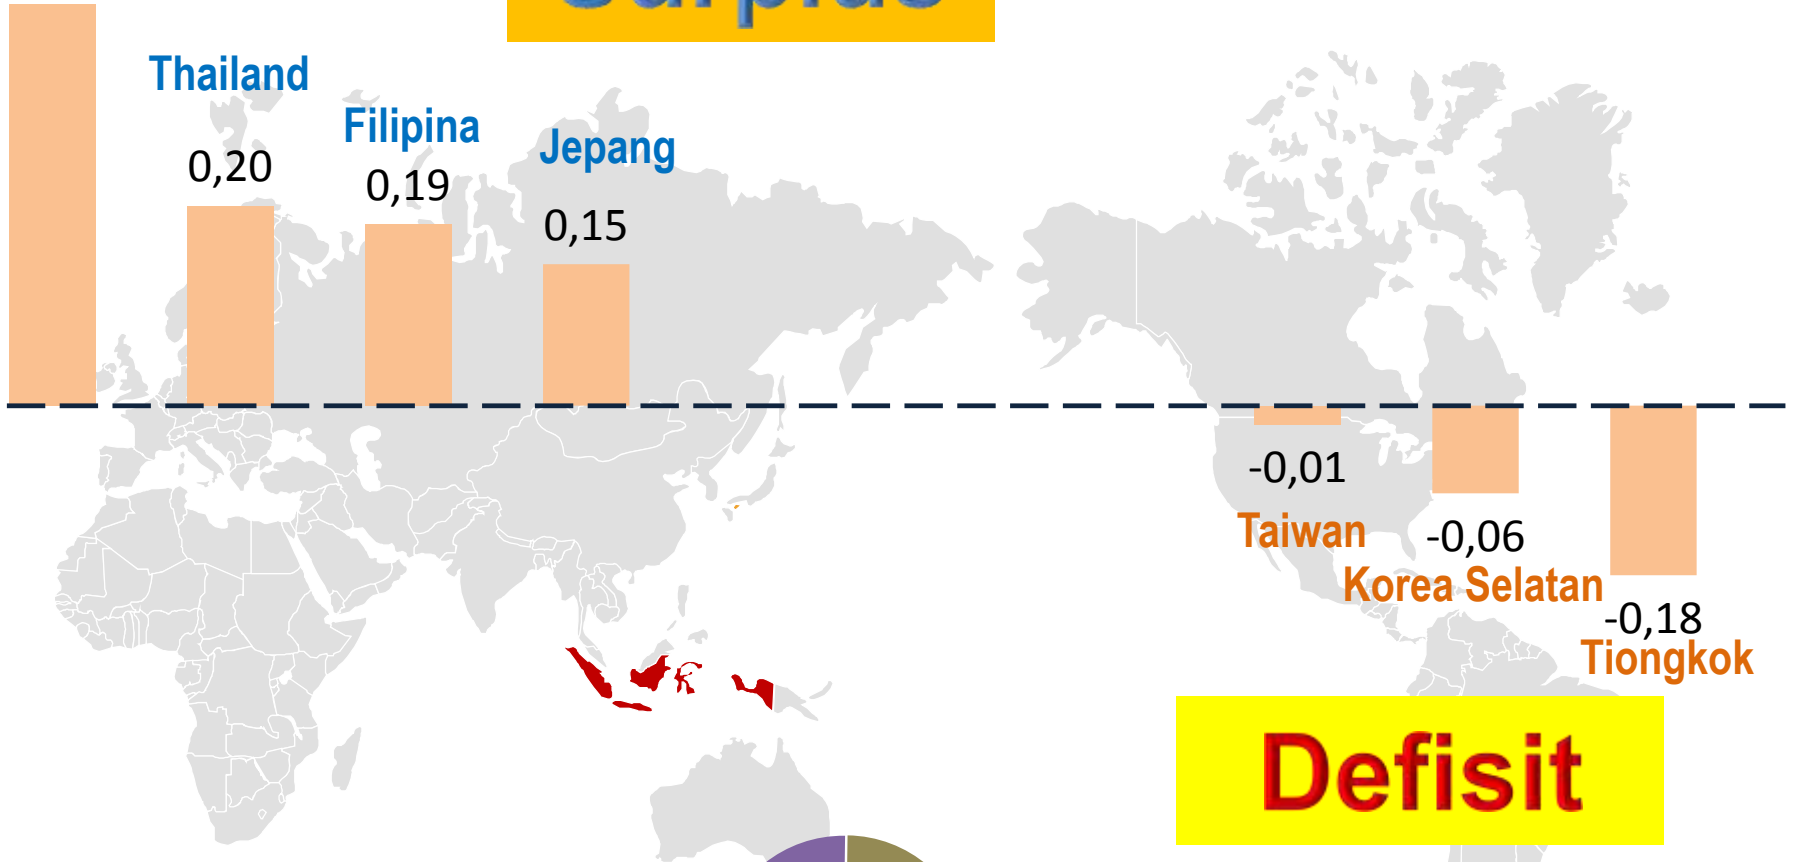 Surplus
Thailand
0,20
Filipina
0,19
Jepang
0,15
-0,01
Taiwan
-0,06
Korea Selatan
-0,18
Tiongkok
Defisit